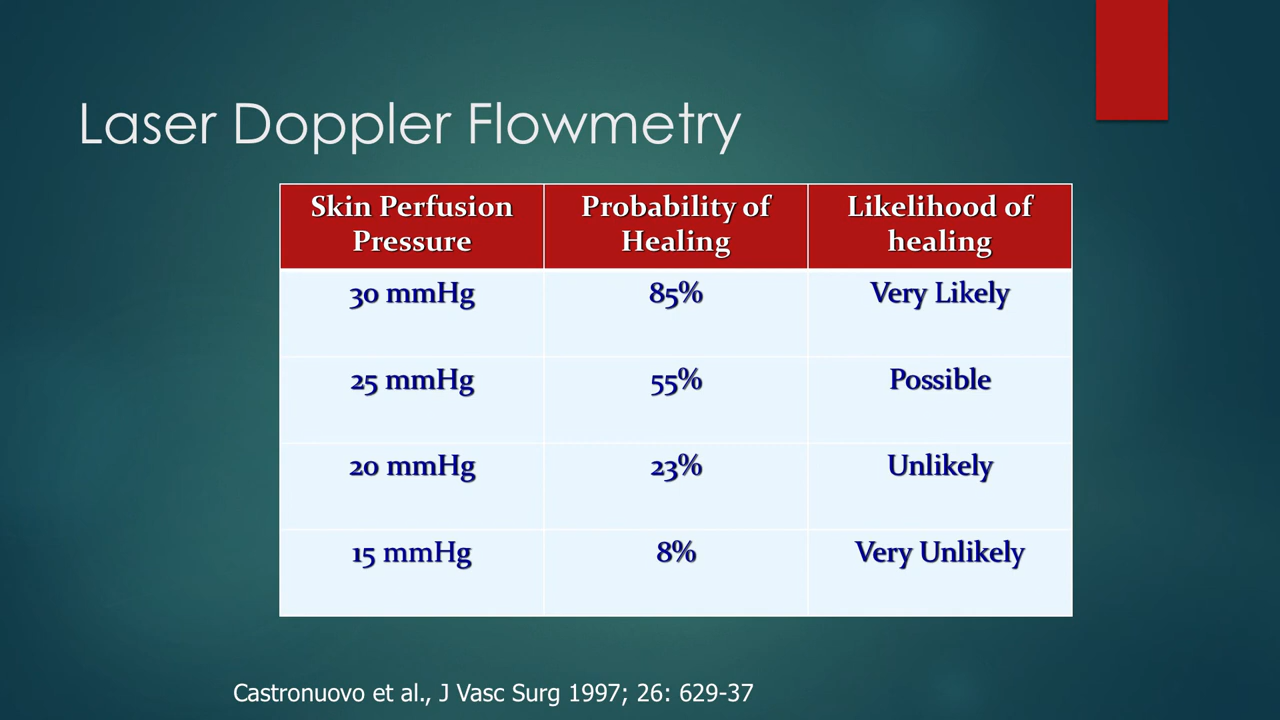 Laser Doppler Flowmetry
Skin Perfusion Pressure Probability of Healing Likelihood of healing
30 mmHg 85% Very Likely
25 mmHg 55% Possible
20 mmHg 23% Unlikely
15 mmHg 8% Very Unlikely
Castronuovo et al., J Vasc Surg 1997; 26: 629-37